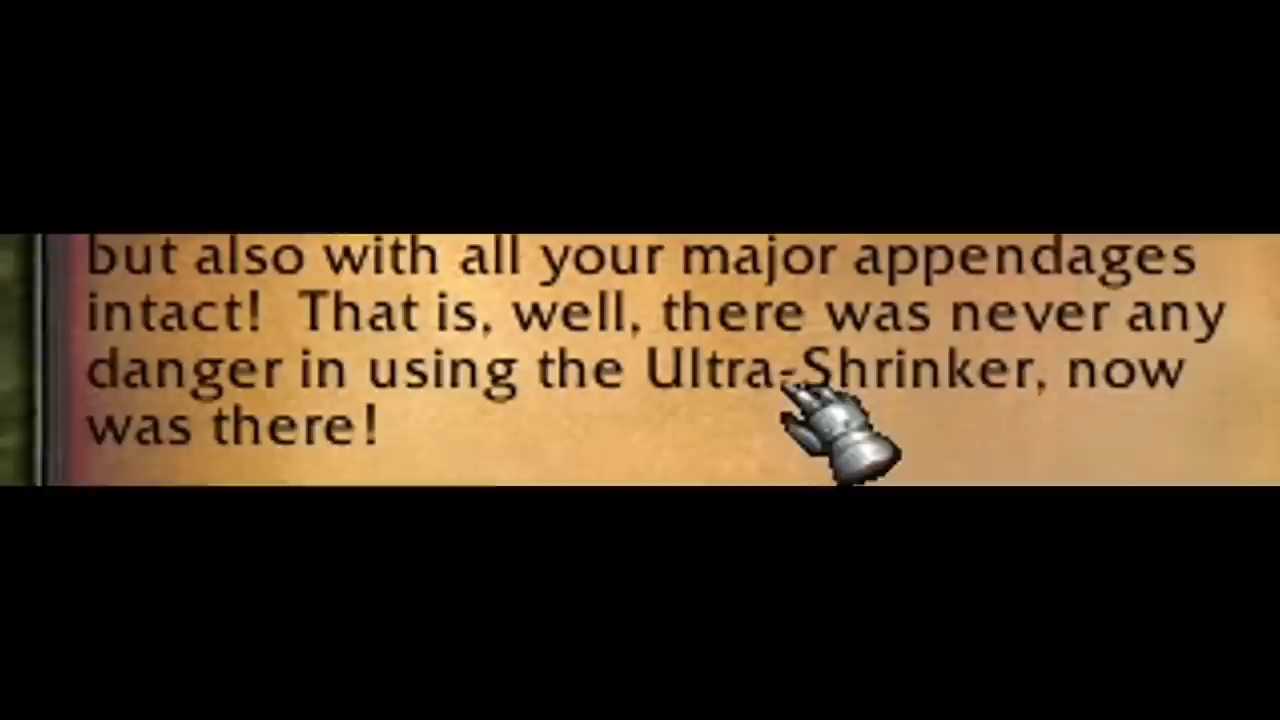 but also with all your major appendages
intact!  That is, well, there was never any
danger in using the Ultra-Shrinker, now
was there!